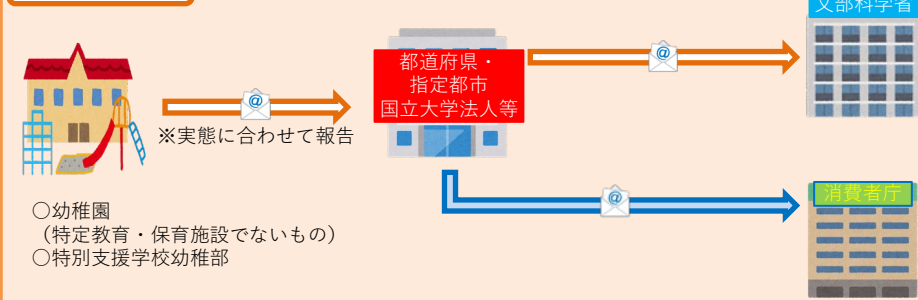 文部科学省
都道府県・
指定都市
国立大学法人等
※実態に合わせて報告
消費者庁
○幼稚園
（特定教育・保育施設でないもの）
○特別支援学校幼稚部